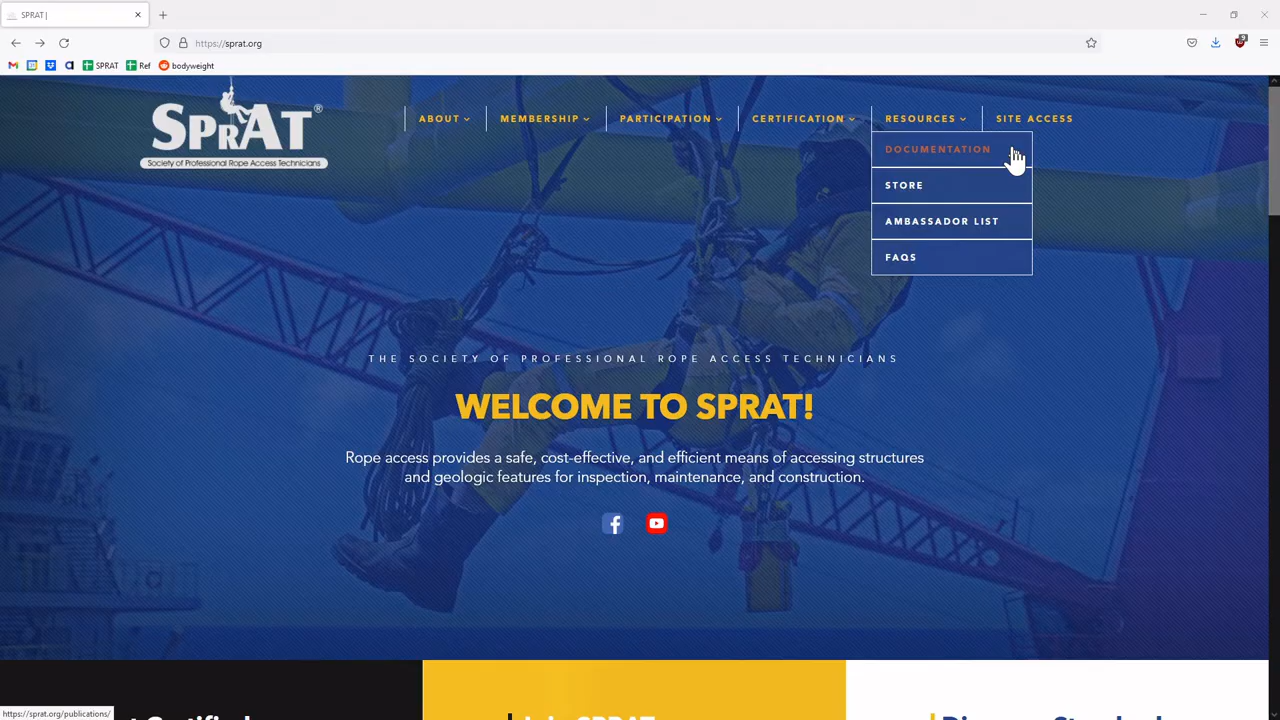 SPRAT |
https://sprat.org
SPRAT
Ref
bodyweight
SPRAT®
Society of Professional Rope Access Technicians
ABOUT
MEMBERSHIP
PARTICIPATION
CERTIFICATION
RESOURCES
SITE ACCESS
DOCUMENTATION
STORE
AMBASSADOR LIST
FAQS
THE SOCIETY OF PROFESSIONAL ROPE ACCESS TECHNICIANS
WELCOME TO SPRAT!
Rope access provides a safe, cost-effective, and efficient means of accessing structures
and geologic features for inspection, maintenance, and construction.
Join SPRAT
https://sprat.org/publications/